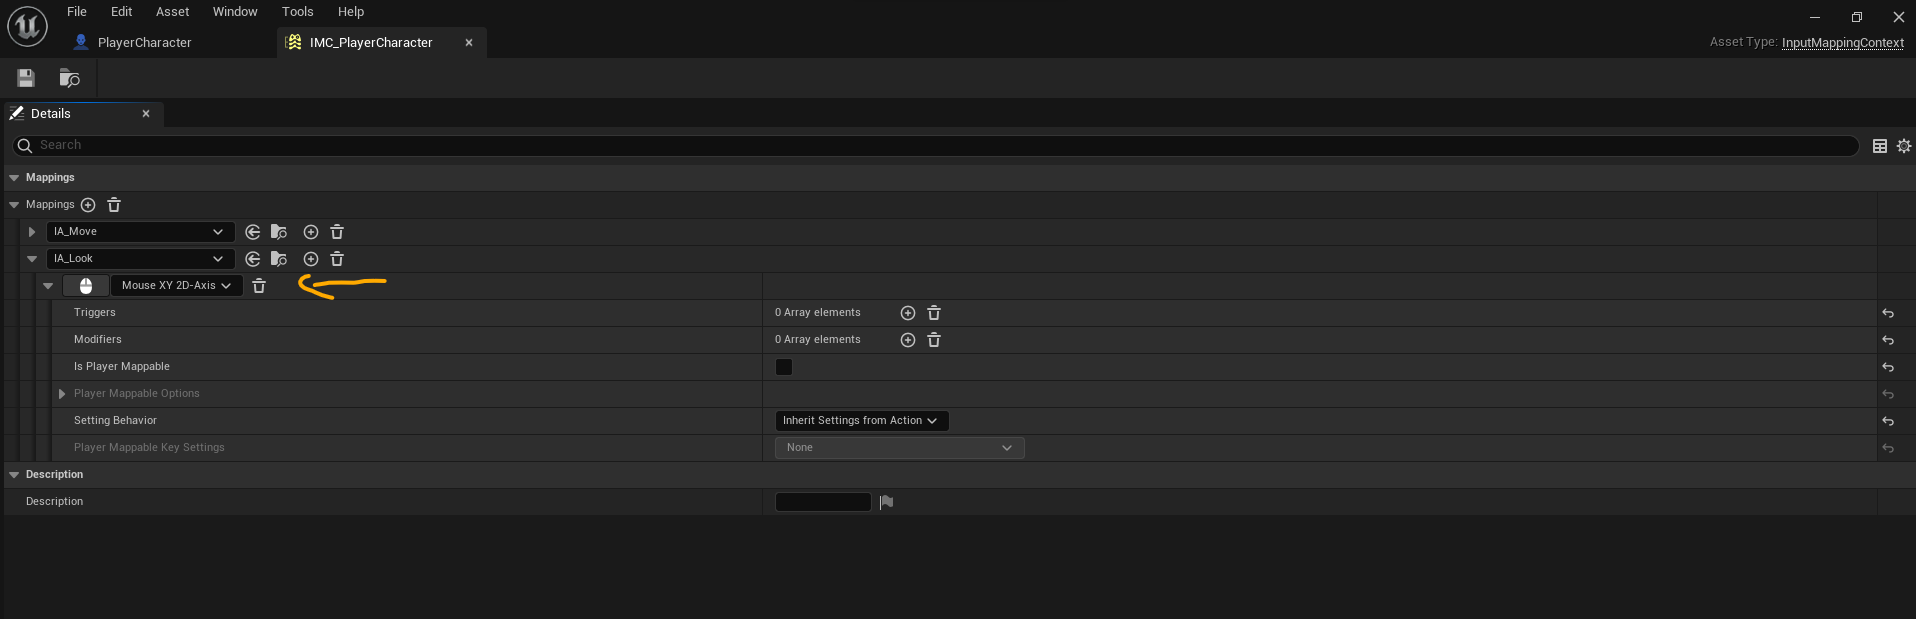 File Edit Asset Window Tools Help
PlayerCharacter IMC_PlayerCharacter
Asset Type: InputMappingContext
Details
Search
Mappings
Mappings
IA_Move
IA_Look
Mouse XY 2D-Axis
Triggers 0 Array elements
Modifiers 0 Array elements
Is Player Mappable
Player Mappable Options
Setting Behavior Inherit Settings from Action
Player Mappable Key Settings None
Description
Description